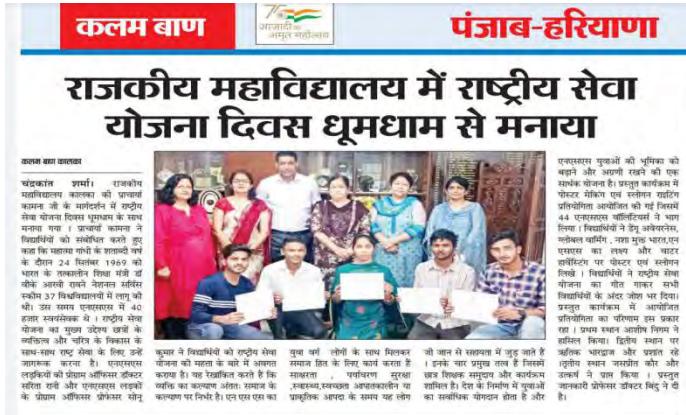 कलम बाण
आजादी का
अमृत महोत्सव
पंजाब-हरियाणा
राजकीय महाविद्यालय में राष्ट्रीय सेवा
योजना दिवस धूमधाम से मनाया
कलम बाण कालका
चंद्रकांत शर्मा। राजकीय
महाविद्यालय कालका की प्राचार्या
कामना जी के मार्गदर्शन में राष्ट्रीय
सेवा योजना दिवस धूमधाम के साथ
मनाया गया । प्राचार्या कामना ने
विद्यार्थियों को संबोधित करते हुए
कहा कि महात्मा गांधी के शताब्दी वर्ष
के दौरान 24 सितंबर 1969 को
भारत के तत्कालीन शिक्षा मंत्री डॉ
वीके आरवी रावने नेशनल सर्विस
स्कीम 37 विश्वविद्यालयों में लागू की
थी। उस समय एनएसएस में 40
हजार स्वयंसेवक थे । राष्ट्रीय सेवा
योजना का मुख्य उद्देश्य छात्रों के
व्यक्तित्व और चरित्र के विकास के
साथ-साथ राष्ट्र सेवा के लिए उन्हें
जागरूक करना है। एनएसएस
लड़कियों की प्रोग्राम ऑफिसर डॉक्टर
सरिता रानी और एनएसएस लड़कों
के प्रोग्राम ऑफिसर प्रोफेसर सोनू
कुमार ने विद्यार्थियों को राष्ट्रीय सेवा
योजना की महता के बारे में अवगत
कराया है। यह रेखांकित करते हैं कि
व्यक्ति का कल्याण अंततः समाज के
कल्याण पर निर्भर है। एन एस एस का
युवा वर्ग लोगों के साथ मिलकर
समाज हित के लिए कार्य करता हैं
साक्षरता , पर्यावरण सुरक्षा
,स्वास्थ्य,स्वच्छता आपातकालीन या
प्राकृतिक आपदा के समय यह लोग
जी जान से सहायता में जुड़ जाते हैं
। इनके चार प्रमुख तत्व हैं जिसमें
छात्र शिक्षक समुदाय और कार्यक्रम
शामिल है। देश के निर्माण में युवाओं
का सर्वाधिक योगदान होता है और
एनएसएस युवाओं की भूमिका को
बढ़ाने और अग्रणी रखने की एक
सार्थक योजना है। प्रस्तुत कार्यक्रम में
पोस्टर मेकिंग एवं स्लोगन राइटिंग
प्रतियोगिता आयोजित की गई जिसमें
44 एनएसएस वॉलिंटियर्स ने भाग
लिया । विद्यार्थियों ने डेंगू अवेयरनेस,
ग्लोबल वार्मिंग , नशा मुक्त भारत,एन
एसएस का लक्ष्य और वाटर
हार्वेस्टिंग पर पोस्टर एवं स्लोगन
लिखे । विद्यार्थियों ने राष्ट्रीय सेवा
योजना का गीत गाकर सभी
विद्यार्थियों के अंदर जोश भर दिया।
प्रस्तुत कार्यक्रम में आयोजित
प्रतियोगिता का परिणाम इस प्रकार
रहा । प्रथम स्थान आशीष निगम ने
हासिल किया। द्वितीय स्थान पर
ऋतिक भारद्वाज और प्रशांत रहे
।तृतीय स्थान जसप्रीत कौर और
उत्कर्ष ने प्राप्त किया । प्रस्तुत
जानकारी प्रोफेसर डॉक्टर बिंदु ने दी
है।